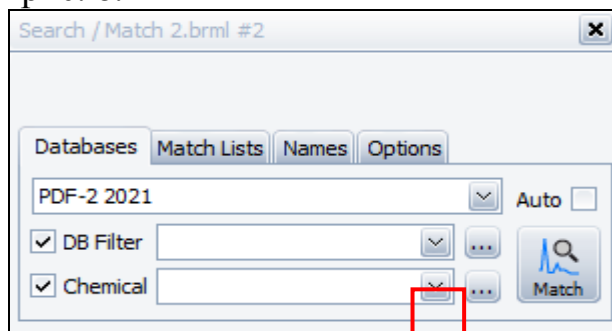 Search / Match 2.brml #2
Databases Match Lists Names Options
PDF-2 2021 Auto
DB Filter ...
Chemical ... Match